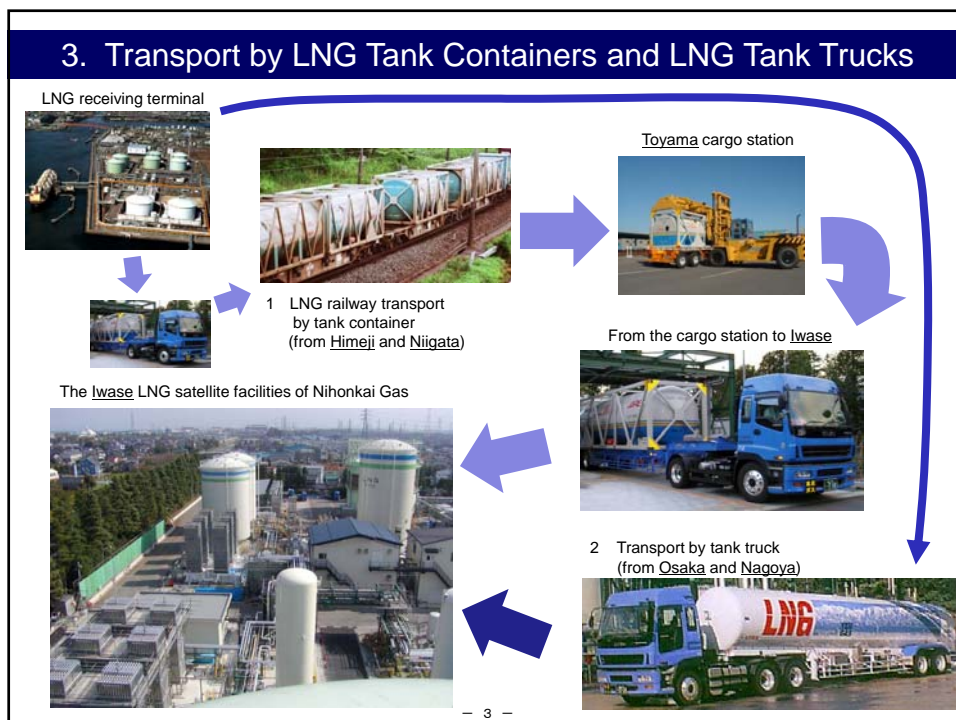 3. Transport by LNG Tank Containers and LNG Tank Trucks
LNG receiving terminal
Toyama cargo station
1 LNG railway transport
by tank container
(from Himeji and Niigata)
From the cargo station to Iwase
The Iwase LNG satellite facilities of Nihonkai Gas
2 Transport by tank truck
(from Osaka and Nagoya)
LNG
－ 3 －